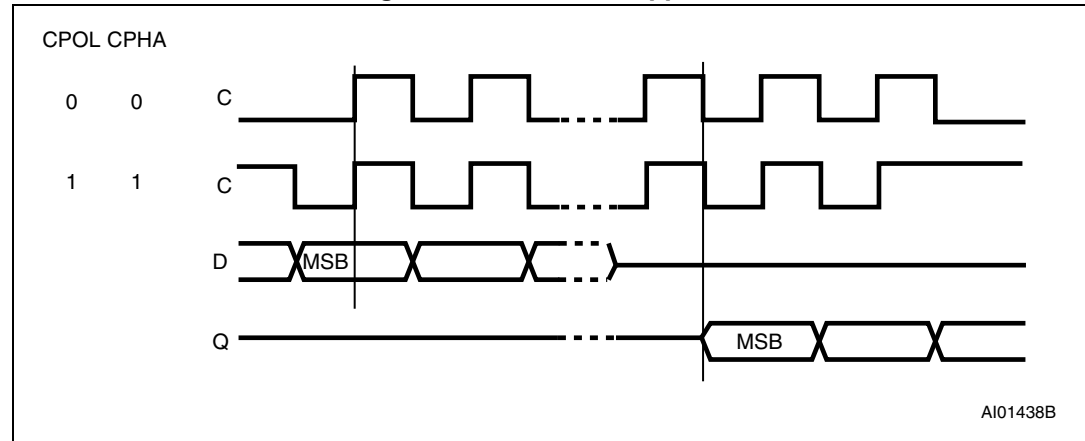 CPOL CPHA
0 0 C
1 1 C
D MSB
Q MSB
AI01438B